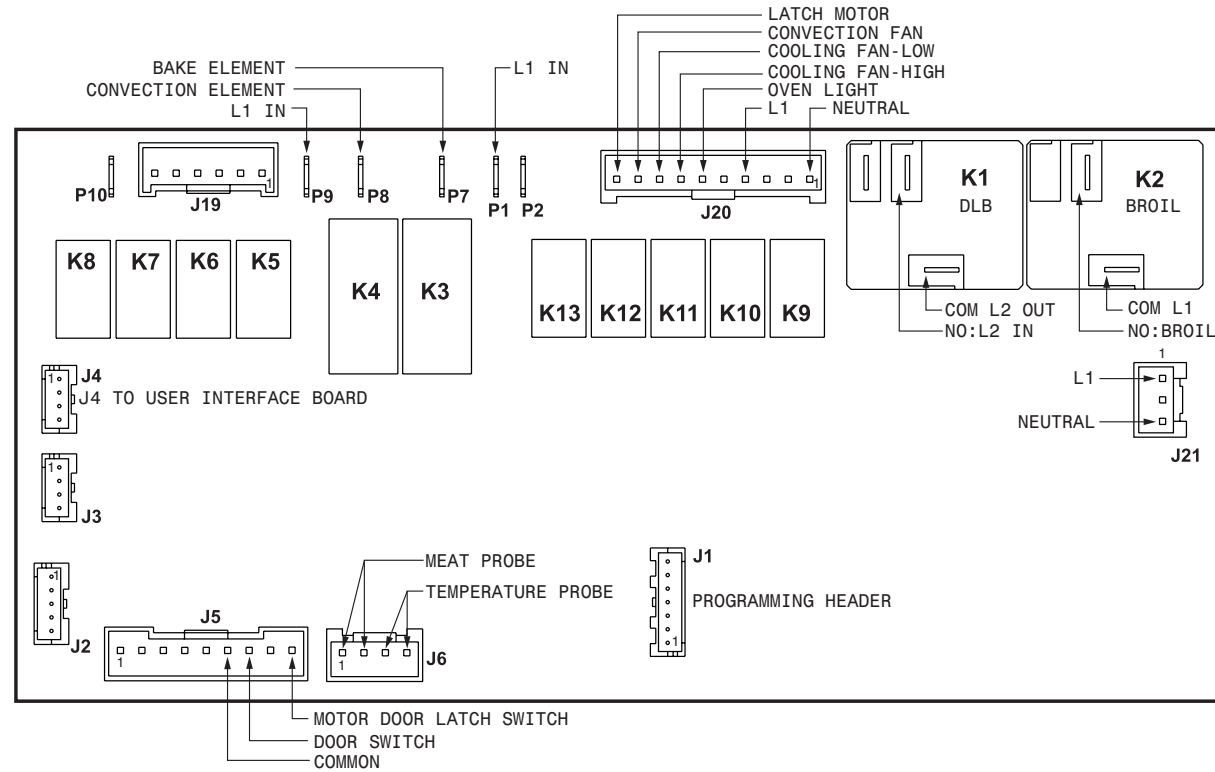 LATCH MOTOR
CONVECTION FAN
COOLING FAN-LOW
COOLING FAN-HIGH
OVEN LIGHT
L1
NEUTRAL
BAKE ELEMENT
CONVECTION ELEMENT
L1 IN
L1 IN
P10
1
J19
P9
P8
P7
P1
P2
1
J20
K1
DLB
K2
BROIL
K8
K7
K6
K5
K4
K3
K13
K12
K11
K10
K9
COM L2 OUT
NO:L2 IN
COM L1
NO:BROIL
1
J4
J4 TO USER INTERFACE BOARD
1
L1
NEUTRAL
J21
1
J3
1
J2
J5
1
MEAT PROBE
TEMPERATURE PROBE
1
J6
J1
PROGRAMMING HEADER
1
MOTOR DOOR LATCH SWITCH
DOOR SWITCH
COMMON